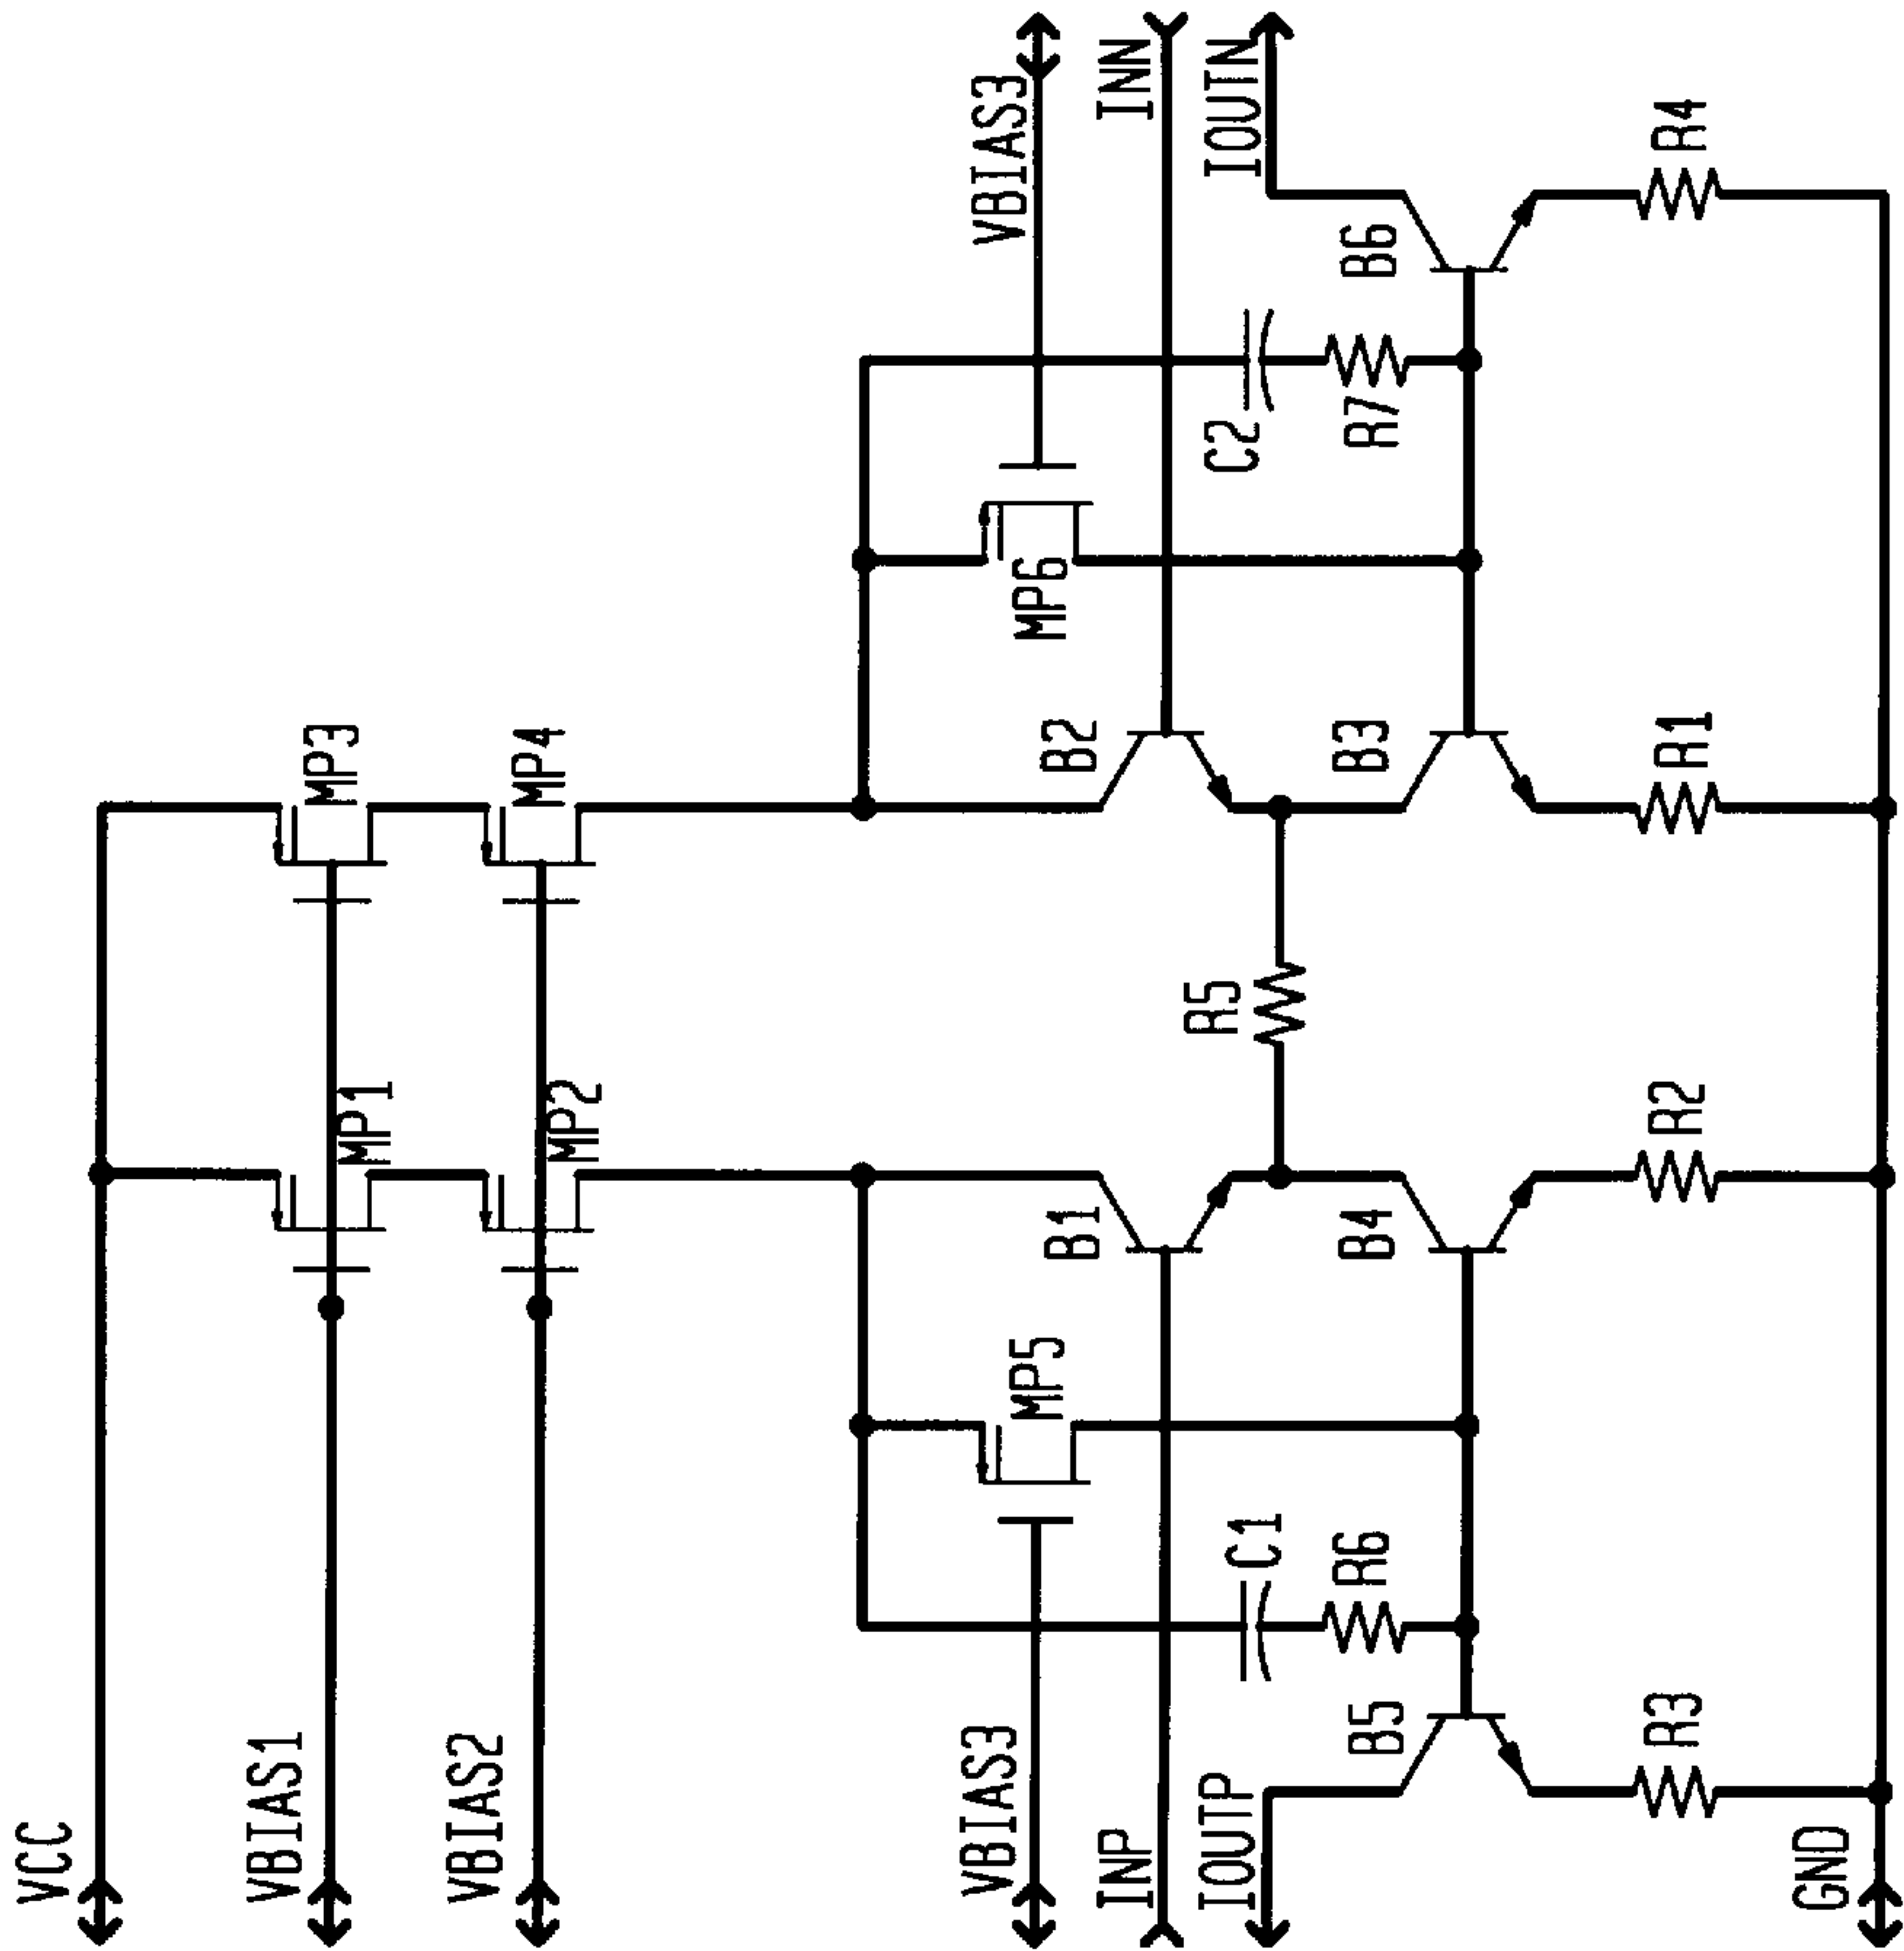 VCC
VBIAS1
VBIAS2
VBIAS3
INP
IOUTP
GND
MP1
MP2
MP3
MP4
MP5
C1
R6
B5
R3
B1
B4
R2
R5
B2
B3
R1
MP6
C2
R7
B6
R4
VBIAS3
INN
IOUTN